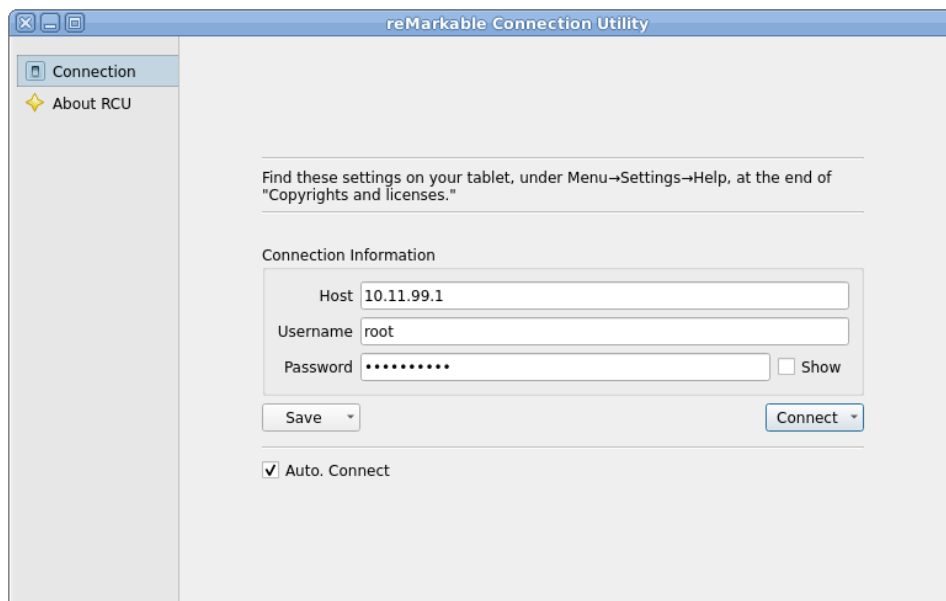 reMarkable Connection Utility
Connection
About RCU
Find these settings on your tablet, under Menu→Settings→Help, at the end of
"Copyrights and licenses."
Connection Information
Host 10.11.99.1
Username root
Password ••••••••••
Show
Save
Connect
Auto. Connect